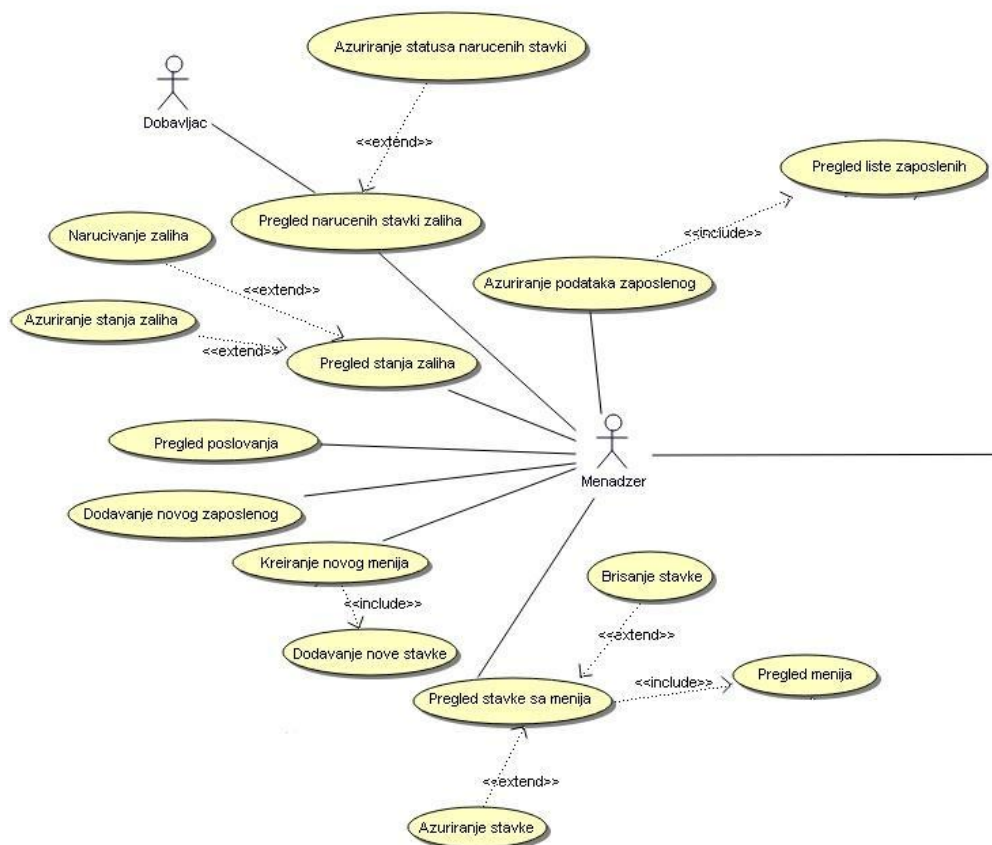 Azuriranje statusa narucenih stavki
Dobavljac
<<extend>>
Pregled liste zaposlenih
Pregled narucenih stavki zaliha
Narucivanje zaliha
<<include>>
Azuriranje podataka zaposlenog
<<extend>>
Azuriranje stanja zaliha
<<extend>>
Pregled stanja zaliha
Pregled poslovanja
Menadzer
Dodavanje novog zaposlenog
Kreiranje novog menija
Brisanje stavke
<<include>>
<<extend>>
Dodavanje nove stavke
Pregled menija
<<include>>
Pregled stavke sa menija
<<extend>>
Azuriranje stavke